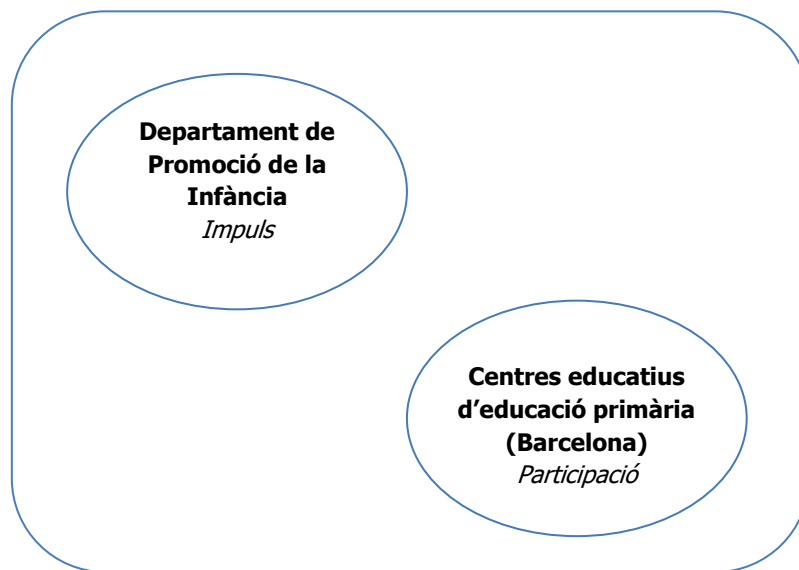 Departament de
Promoció de la
Infància
Impuls
Centres educatius
d’educació primària
(Barcelona)
Participació